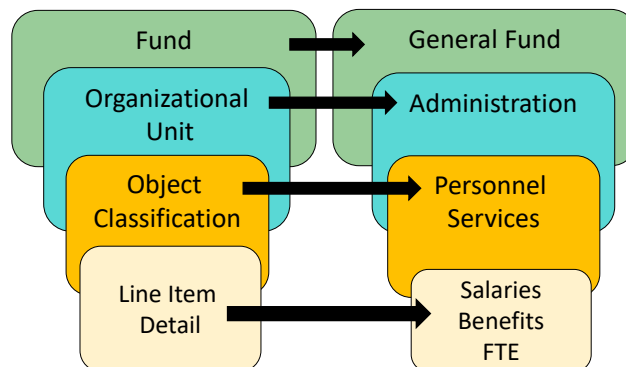 Fund
General Fund
Organizational
Unit
Administration
Object
Classification
Personnel
Services
Line Item
Detail
Salaries
Benefits
FTE